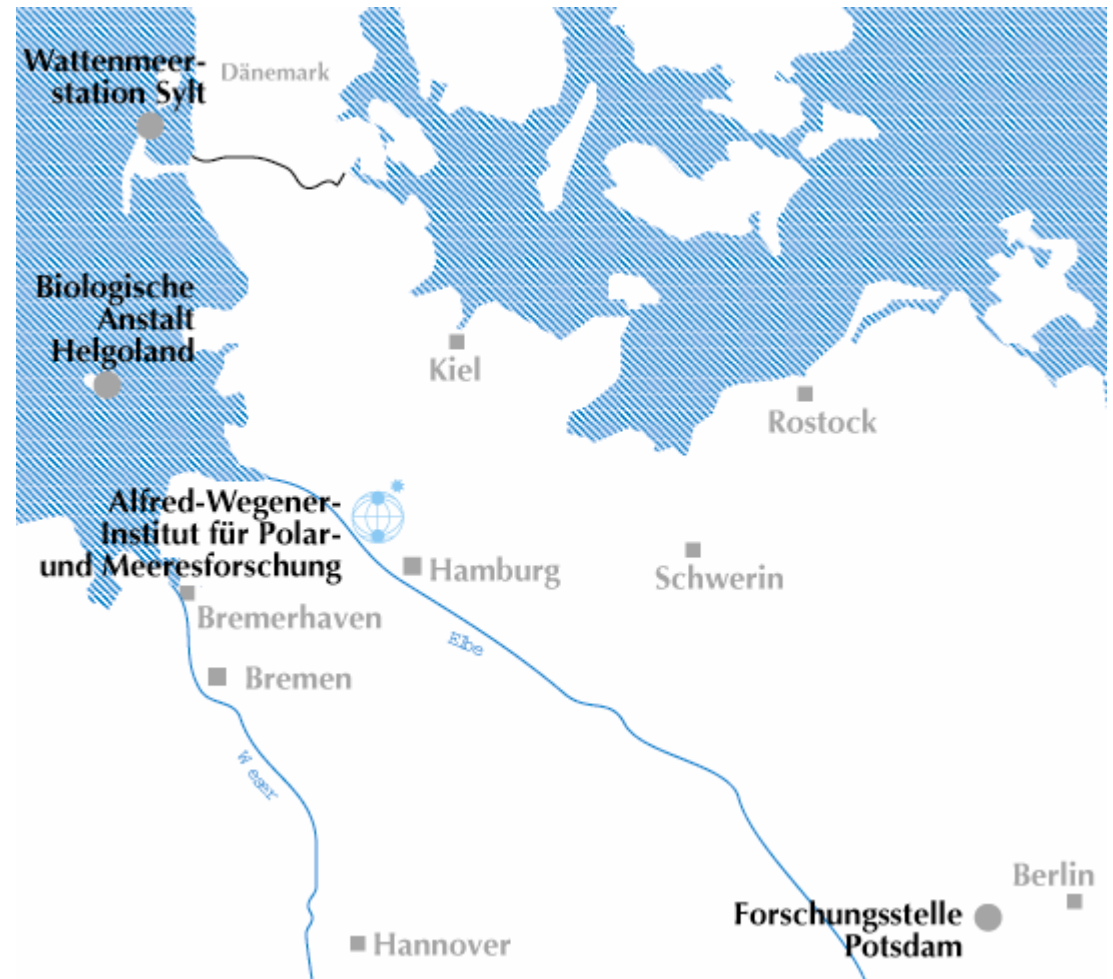 Wattenmeer-
station Sylt
Dänemark
Biologische
Anstalt
Helgoland
Kiel
Rostock
Alfred-Wegener-
Institut für Polar-
und Meeresforschung
Hamburg
Schwerin
Bremerhaven
Elbe
Bremen
Weser
Berlin
Forschungsstelle
Potsdam
Hannover